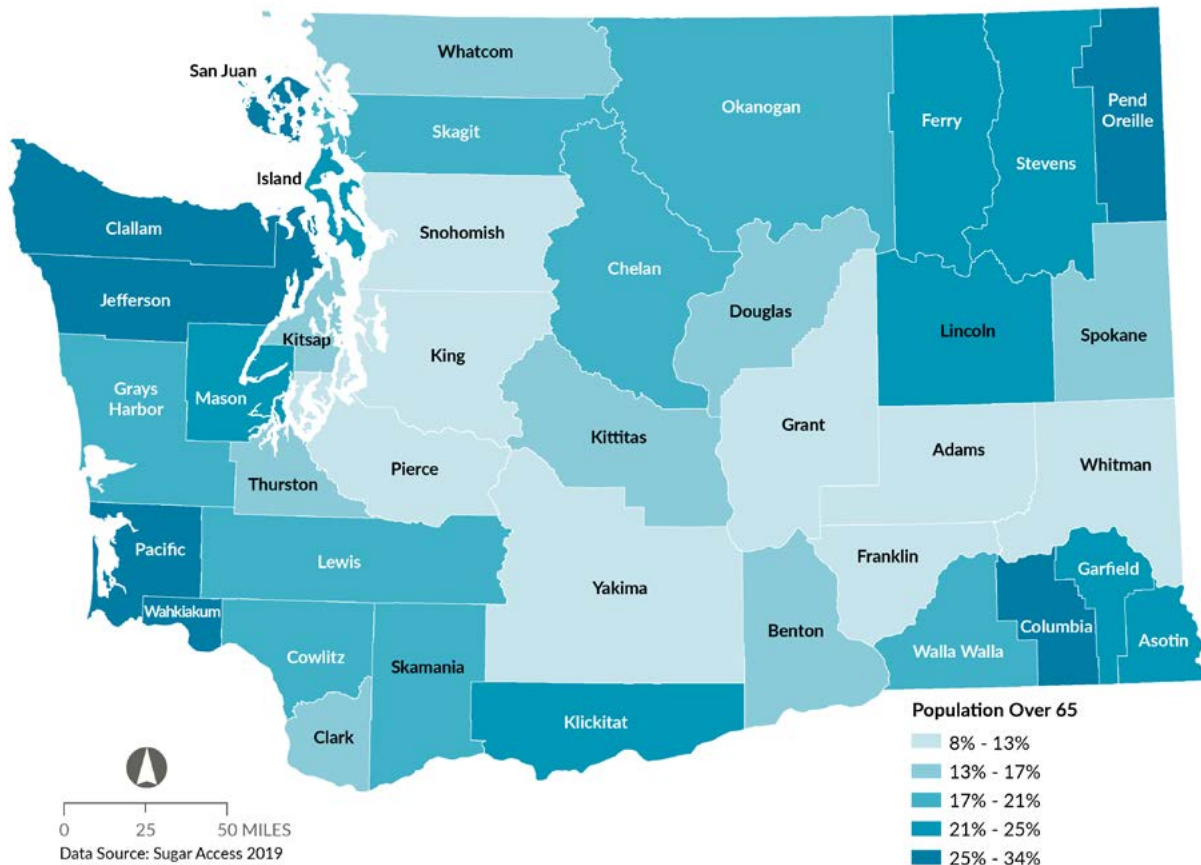 Whatcom
San Juan
Skagit
Okanogan
Ferry
Stevens
Pend
Oreille
Island
Clallam
Snohomish
Chelan
Jefferson
Douglas
Kitsap
King
Lincoln
Spokane
Grays
Harbor
Mason
Kittitas
Grant
Adams
Whitman
Thurston
Pierce
Pacific
Lewis
Yakima
Franklin
Garfield
Wahkiakum
Cowlitz
Skamania
Benton
Walla Walla
Columbia
Asotin
Clark
Klickitat
Population Over 65
8% - 13%
13% - 17%
17% - 21%
21% - 25%
25% - 34%
0 25 50 MILES
Data Source: Sugar Access 2019